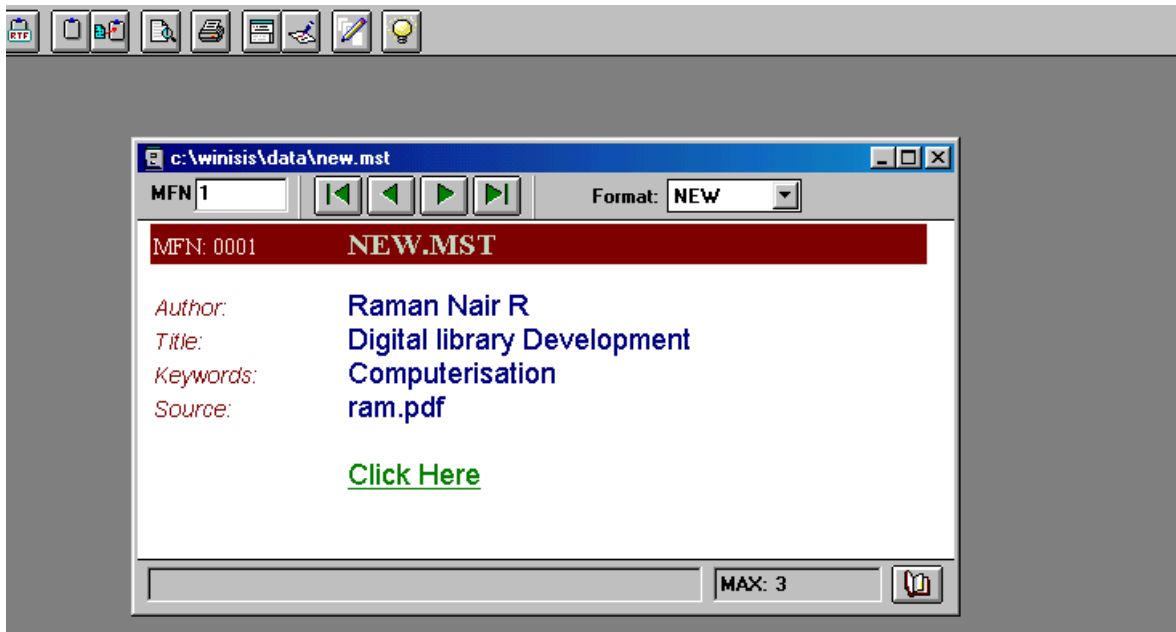 RTF
c:\winisis\data\new.mst
MFN 1 Format: NEW
MFN: 0001 NEW.MST
Author: Raman Nair R
Title: Digital library Development
Keywords: Computerisation
Source: ram.pdf
Click Here
MAX: 3